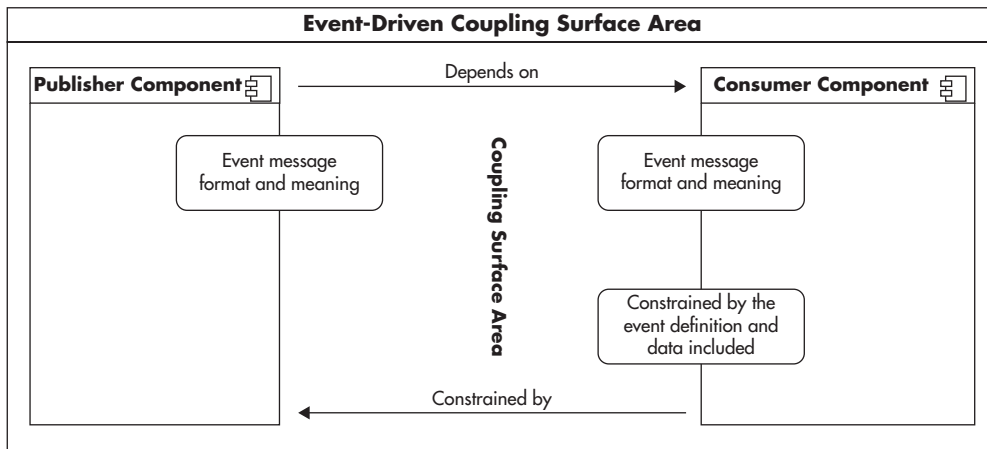 Event-Driven Coupling Surface Area
Publisher Component
Depends on
Consumer Component
Event message
format and meaning
Coupling Surface Area
Event message
format and meaning
Constrained by the
event definition and
data included
Constrained by